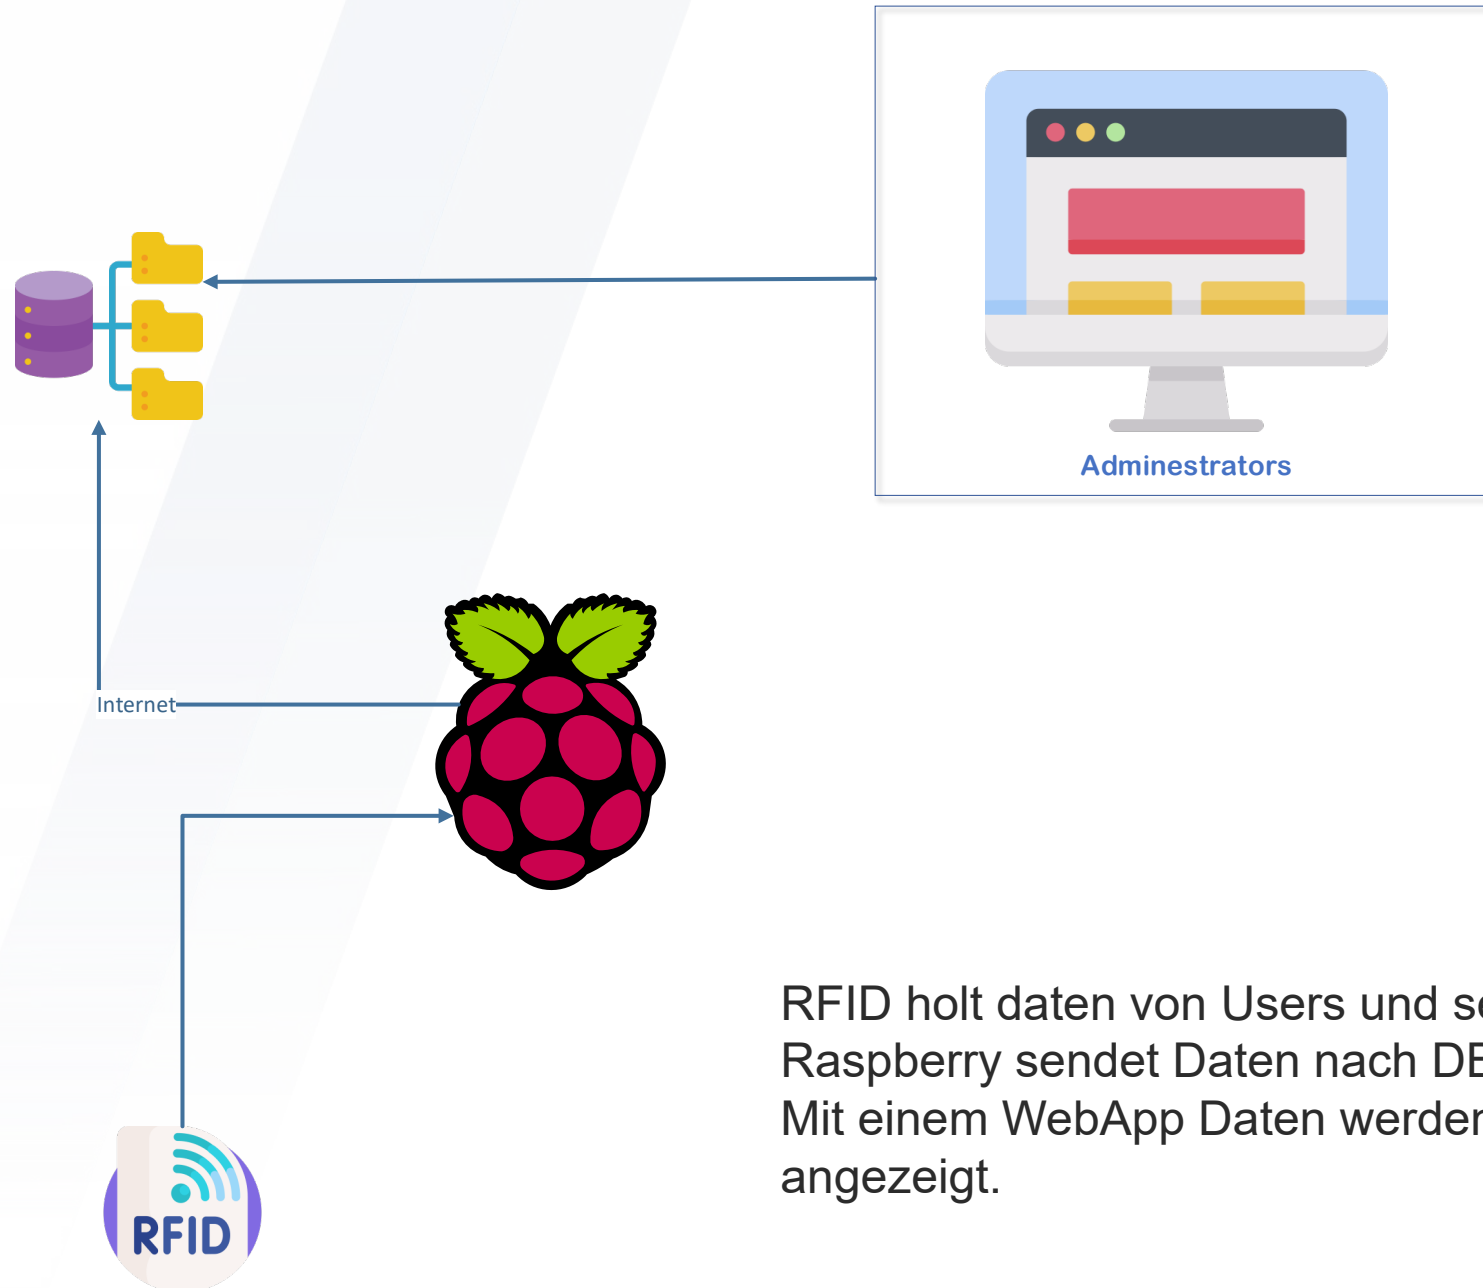 Adminestrators
Internet
RFID holt daten von Users und
Raspberry sendet Daten nach
Mit einem WebApp Daten
angezeigt.
RFID